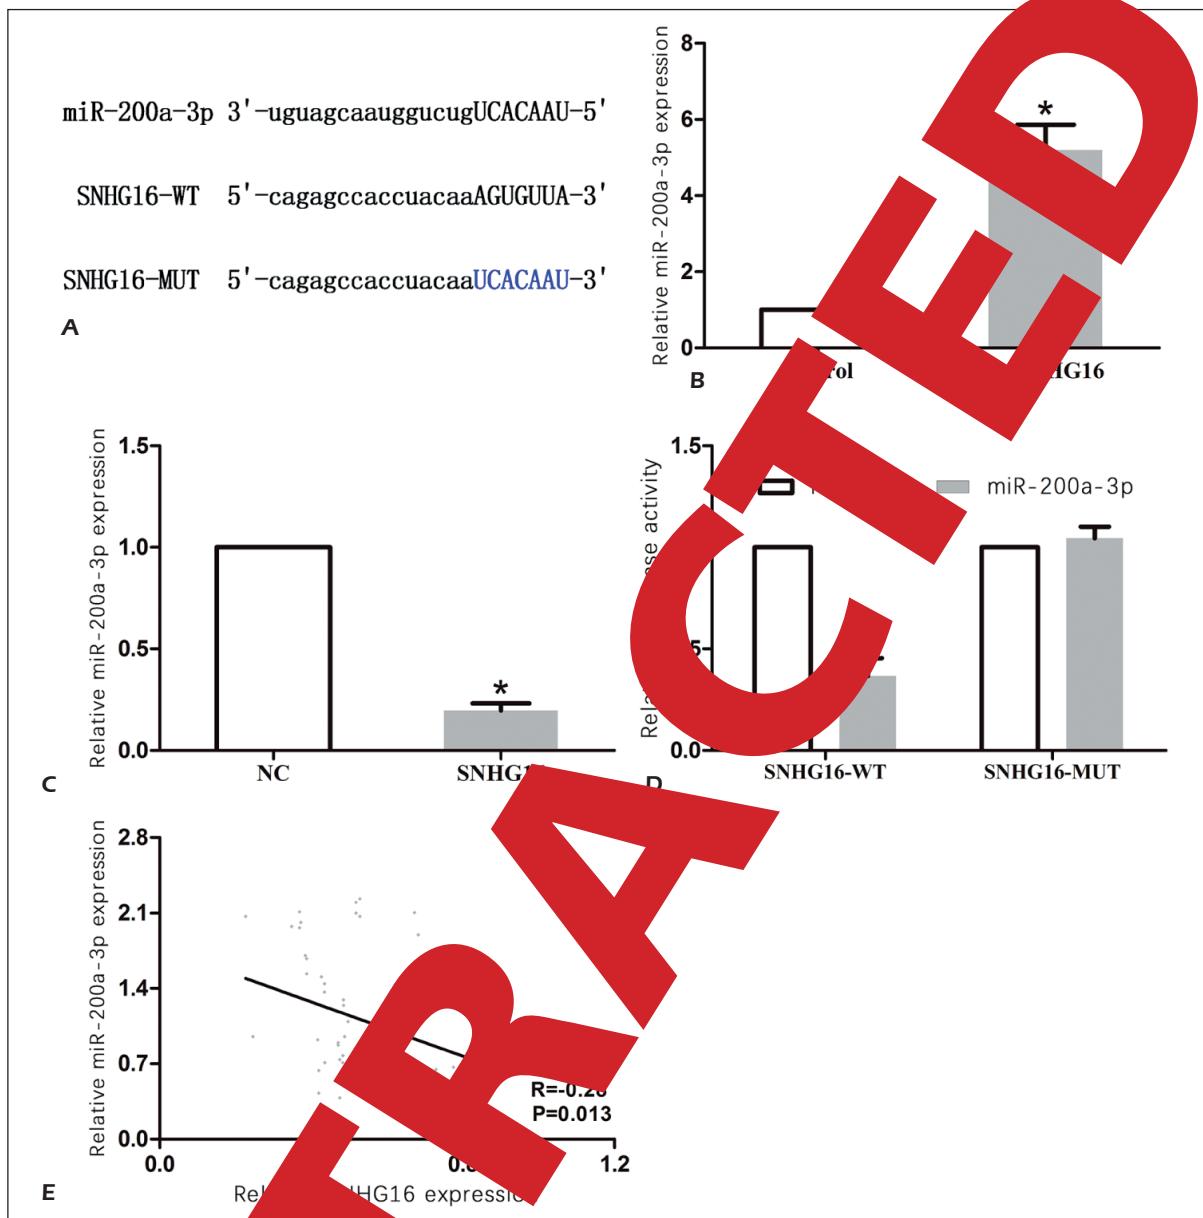 miR-200a-3p 3'-uguagcaauggucugUCACAAU-5'
SNHG16-WT 5'-cagagccaccuacaaAGUGUUA-3'
SNHG16-MUT 5'-cagagccaccuacaaUCACAAU-3'
A
Relative miR-200a-3p expression
8
6
4
2
0
*
B
Relative miR-200a-3p expression
1.5
1.0
0.5
0.0
*
NC
C
activity
1.5
0.0
miR-200a-3p
SNHG16-WT
SNHG16-MUT
D
Relative miR-200a-3p expression
2.8
2.1
1.4
0.7
0.0
0.0
1.2
P=0.013
expression
E
TRACTED